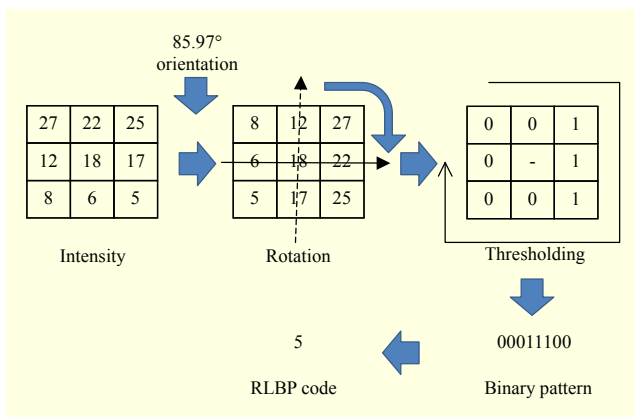 85.97°
orientation
27 22 25
12 18 17
8 6 5
Intensity
8 12 27
6 18 22
5 17 25
Rotation
0 0 1
0 - 1
0 0 1
Thresholding
5
RLBP code
00011100
Binary pattern